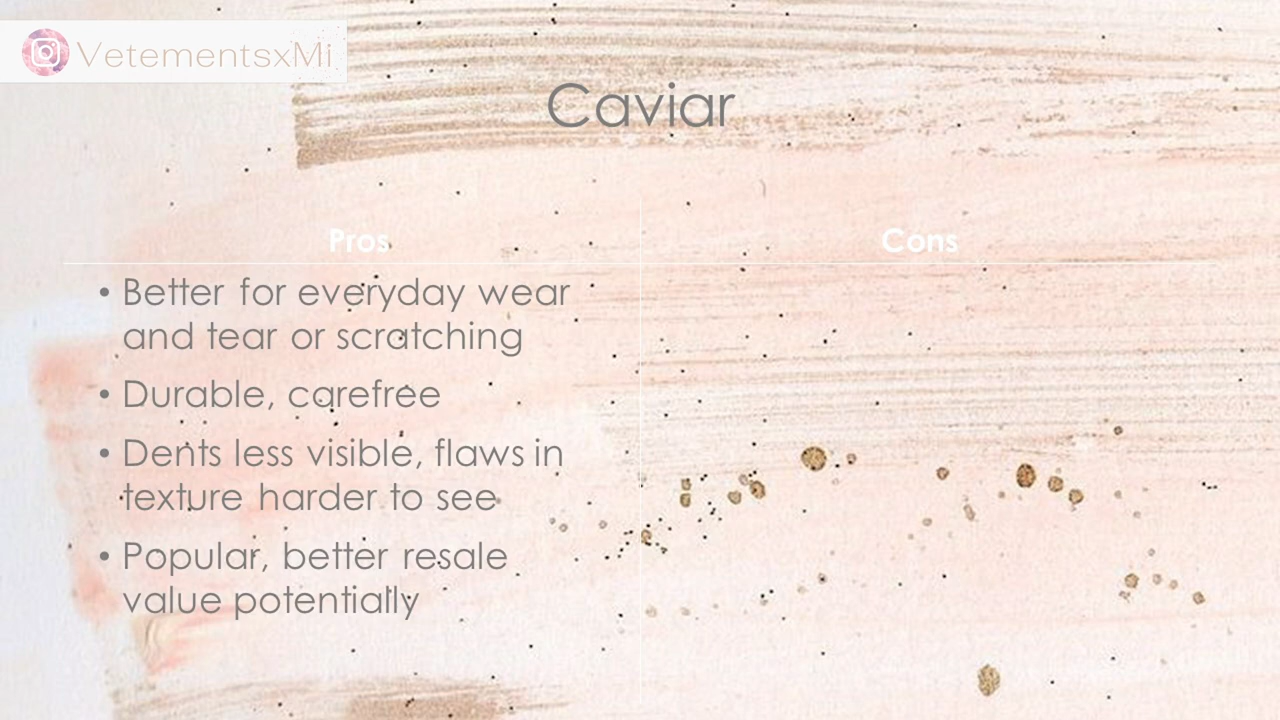 VetementsxMi
Caviar
Pros
Cons
• Better for everyday wear
and tear or scratching
• Durable, carefree
• Dents less visible, flaws in
texture harder to see
• Popular, better resale
value potentially